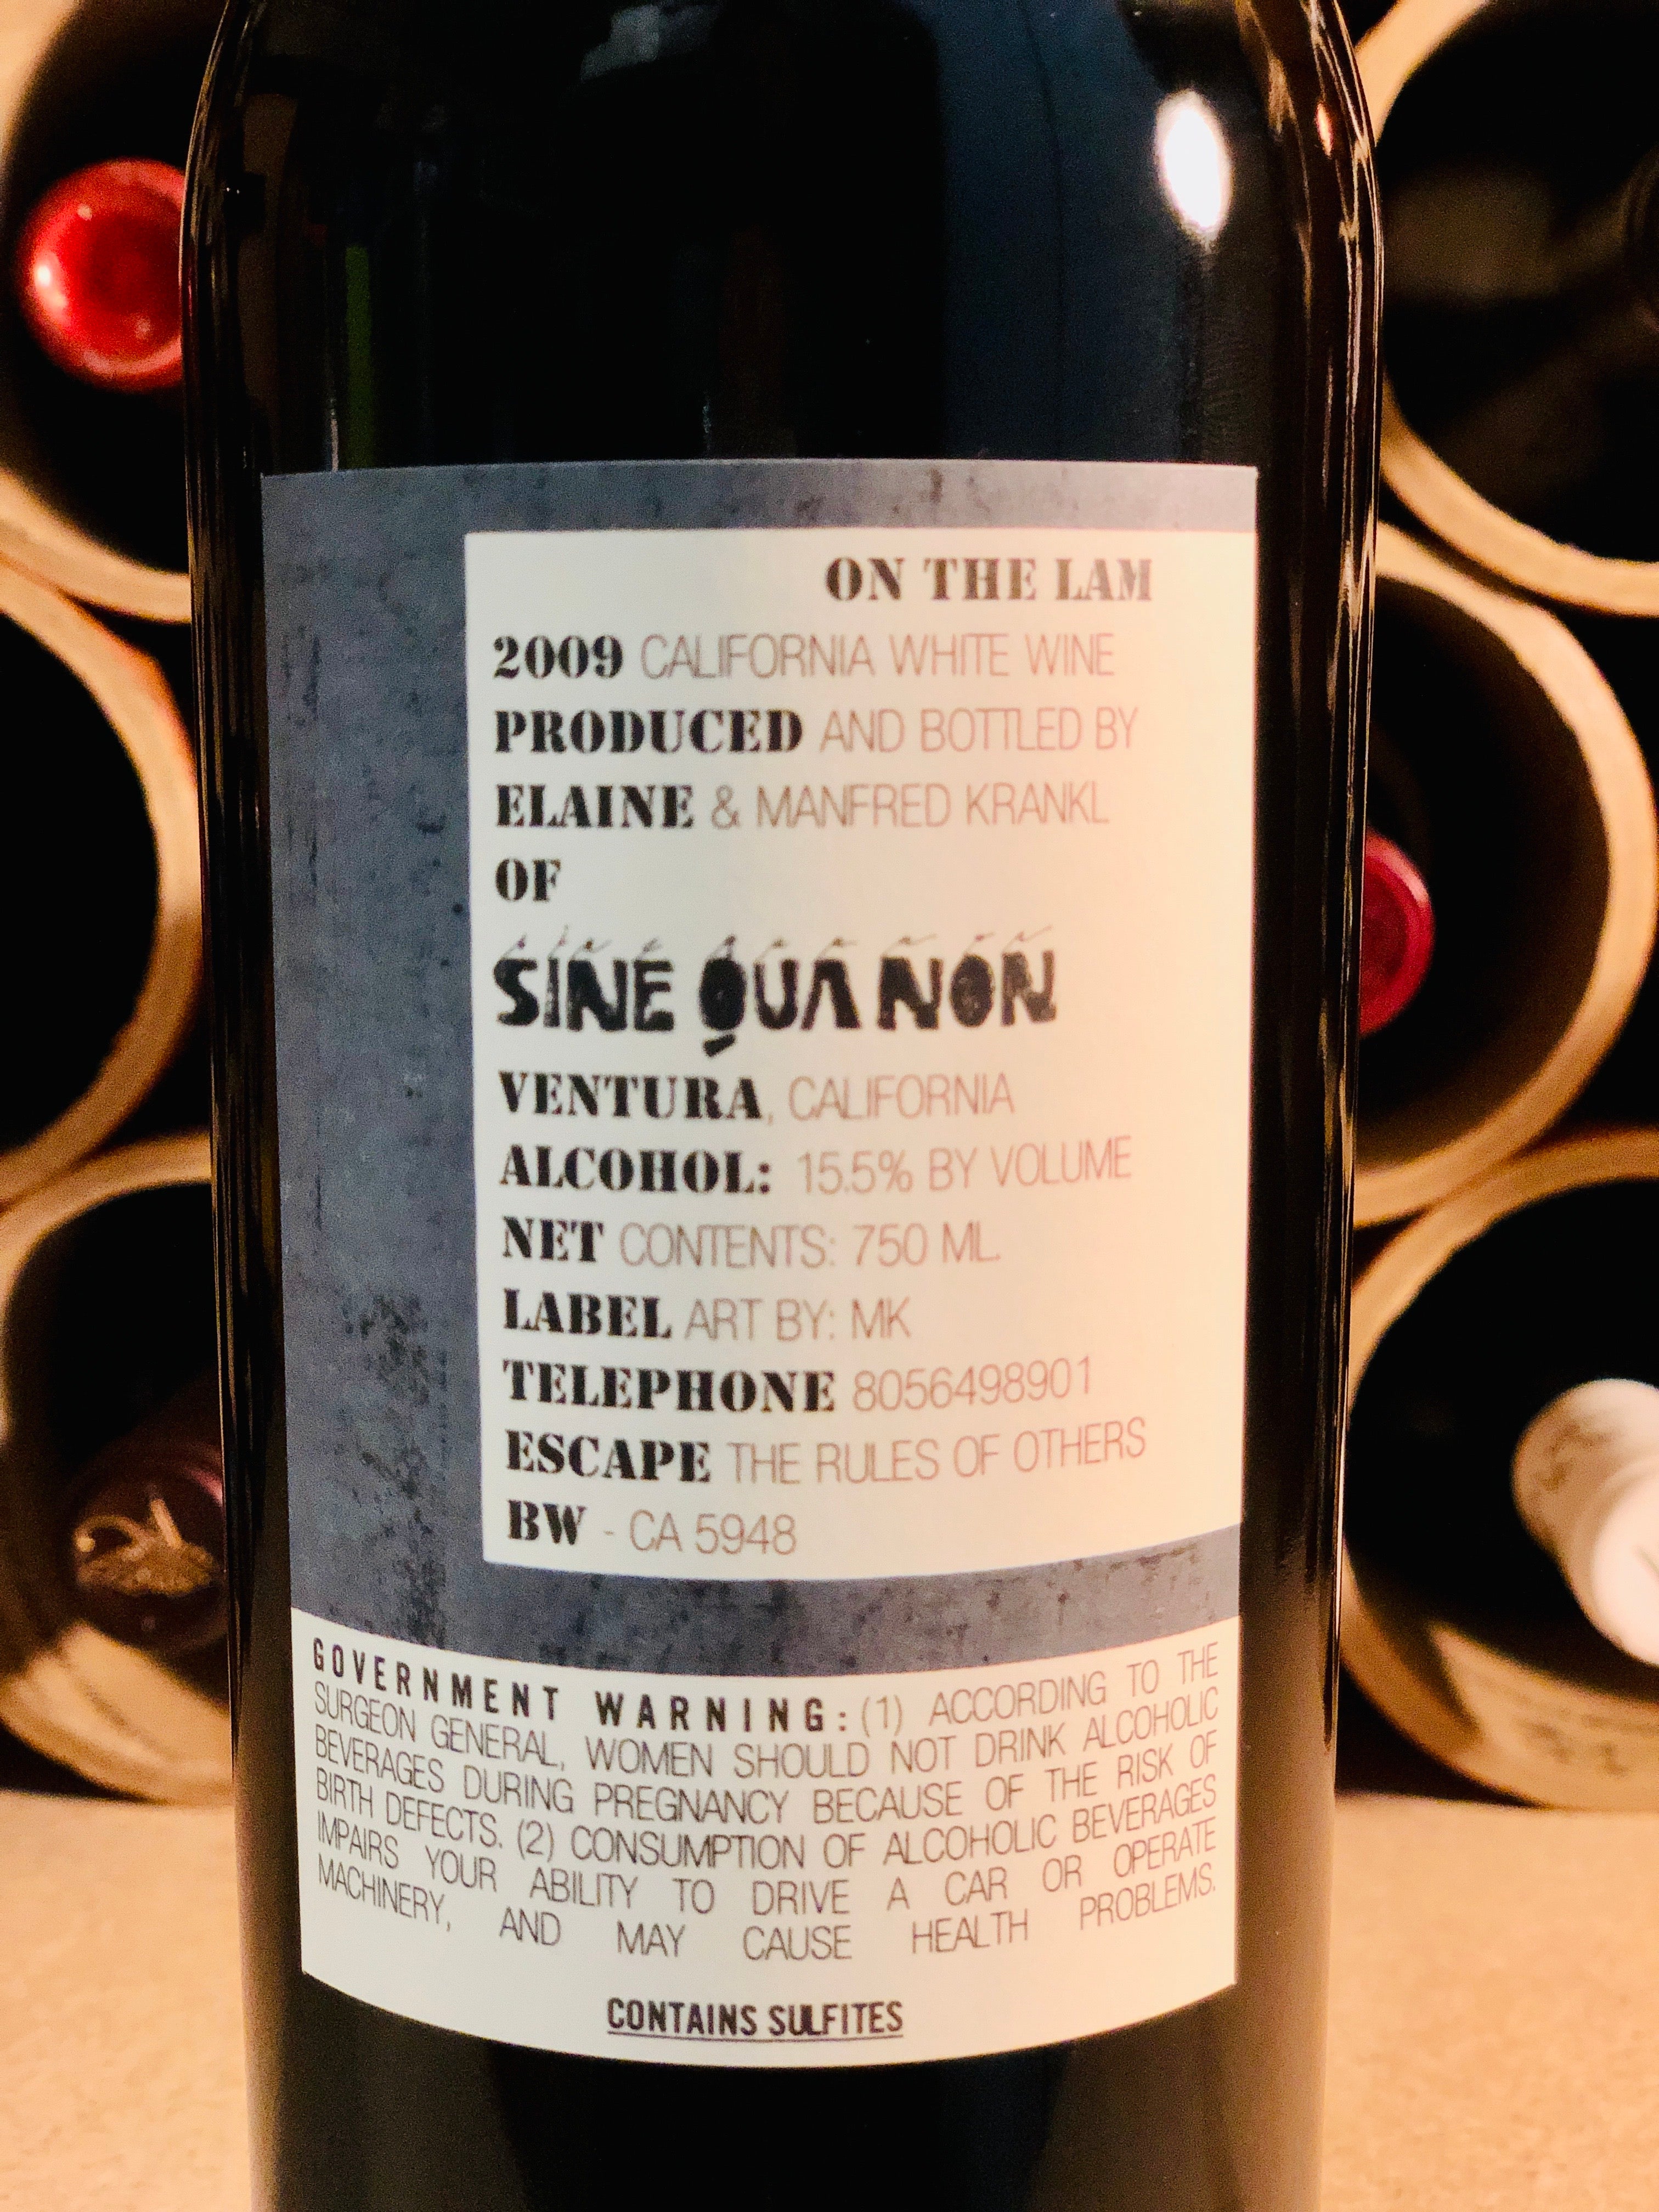 ON THE LAM
2009 CALIFORNIA WHITE WINE
PRODUCED AND BOTTLED BY
ELAINE & MANFRED KRANKL
OF
SINE QUA NON
VENTURA, CALIFORNIA
ALCOHOL: 15.5% BY VOLUME
NET CONTENTS: 750 ML
LABEL ART BY: MK
TELEPHONE 8056498901
ESCAPE THE RULES OF OTHERS
BW - CA 5948
GOVERNMENT WARNING: (1) ACCORDING TO THE
SURGEON GENERAL, WOMEN SHOULD NOT DRINK ALCOHOLIC
BEVERAGES DURING PREGNANCY BECAUSE OF THE RISK OF
BIRTH DEFECTS. (2) CONSUMPTION OF ALCOHOLIC BEVERAGES
IMPAIRS YOUR ABILITY TO DRIVE A CAR OR OPERATE
MACHINERY, AND MAY CAUSE HEALTH PROBLEMS.
CONTAINS SULFITES